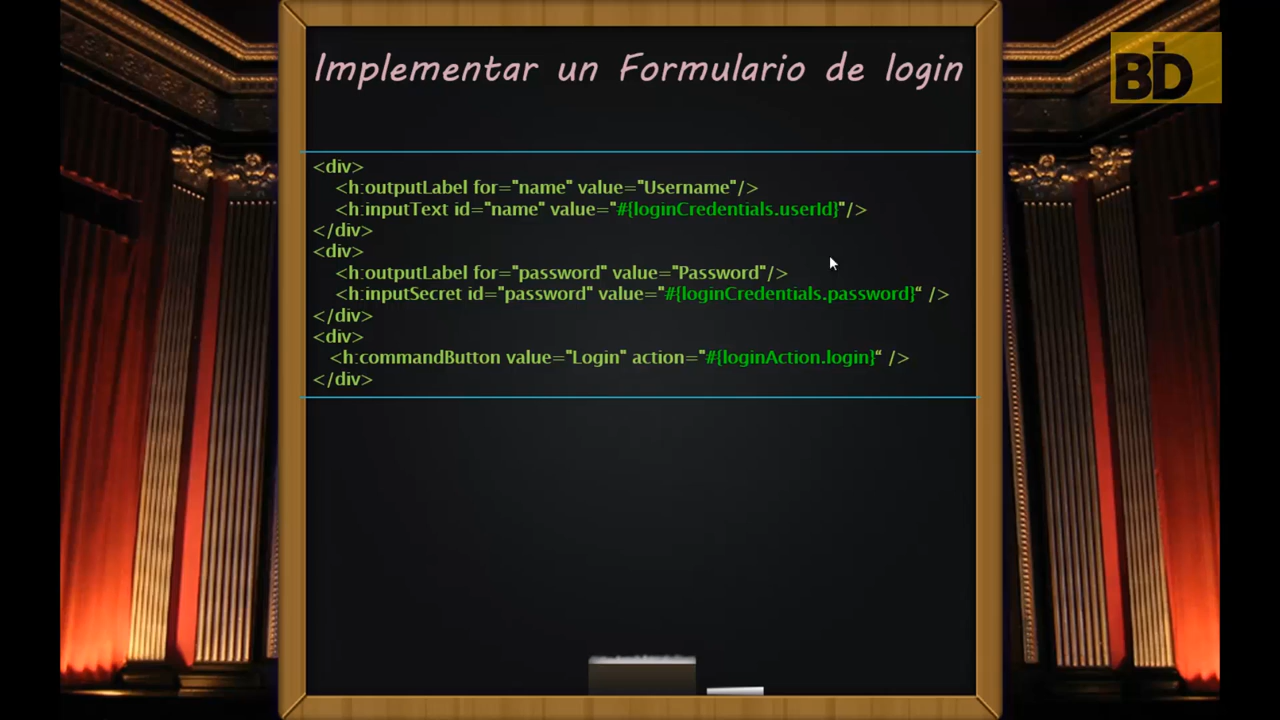 Implementar un Formulario de login
BID
<div>
<h:outputLabel for="name" value="Username"/>
<h:inputText id="name" value="#{loginCredentials.userId}"/>
</div>
<div>
<h:outputLabel for="password" value="Password"/>
<h:inputSecret id="password" value="#{loginCredentials.password}“ />
</div>
<div>
<h:commandButton value="Login" action="#{loginAction.login}“ />
</div>